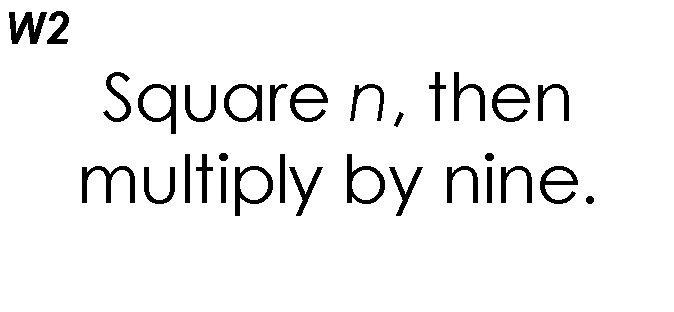 W2
Square n, then
multiply by nine.